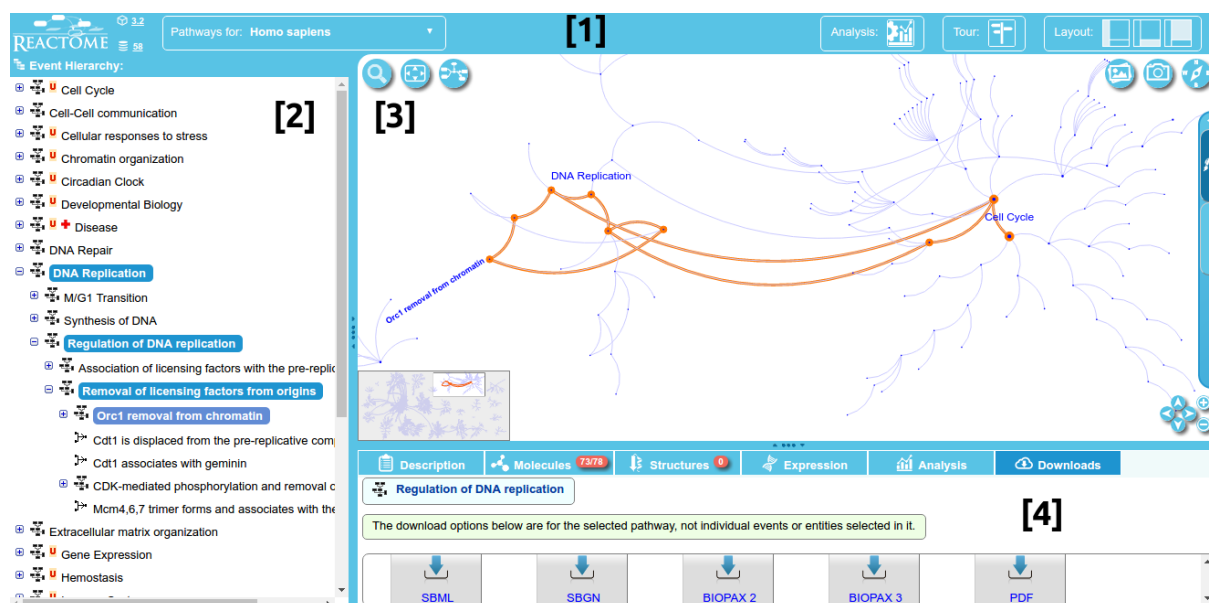 3.2
REACTOME 58
Pathways for: Homo sapiens
[1]
Analysis:
Tour:
Layout:
Event Hierarchy:
[2]
Cell Cycle
Cell-Cell communication
Cellular responses to stress
Chromatin organization
Circadian Clock
Developmental Biology
Disease
DNA Repair
DNA Replication
M/G1 Transition
Synthesis of DNA
Regulation of DNA replication
Association of licensing factors with the pre-replic
Removal of licensing factors from origins
Orc1 removal from chromatin
Cdt1 is displaced from the pre-replicative com
Cdt1 associates with geminin
CDK-mediated phosphorylation and removal o
Mcm4,6,7 trimer forms and associates with the
Extracellular matrix organization
Gene Expression
Hemostasis
[3]
DNA Replication
Cell Cycle
Orc1 removal from chromatin
Description
Molecules 73/78
Structures 0
Expression
Analysis
Downloads
Regulation of DNA replication
The download options below are for the selected pathway, not individual events or entities selected in it.
[4]
SBML
SBGN
BIOPAX 2
BIOPAX 3
PDF